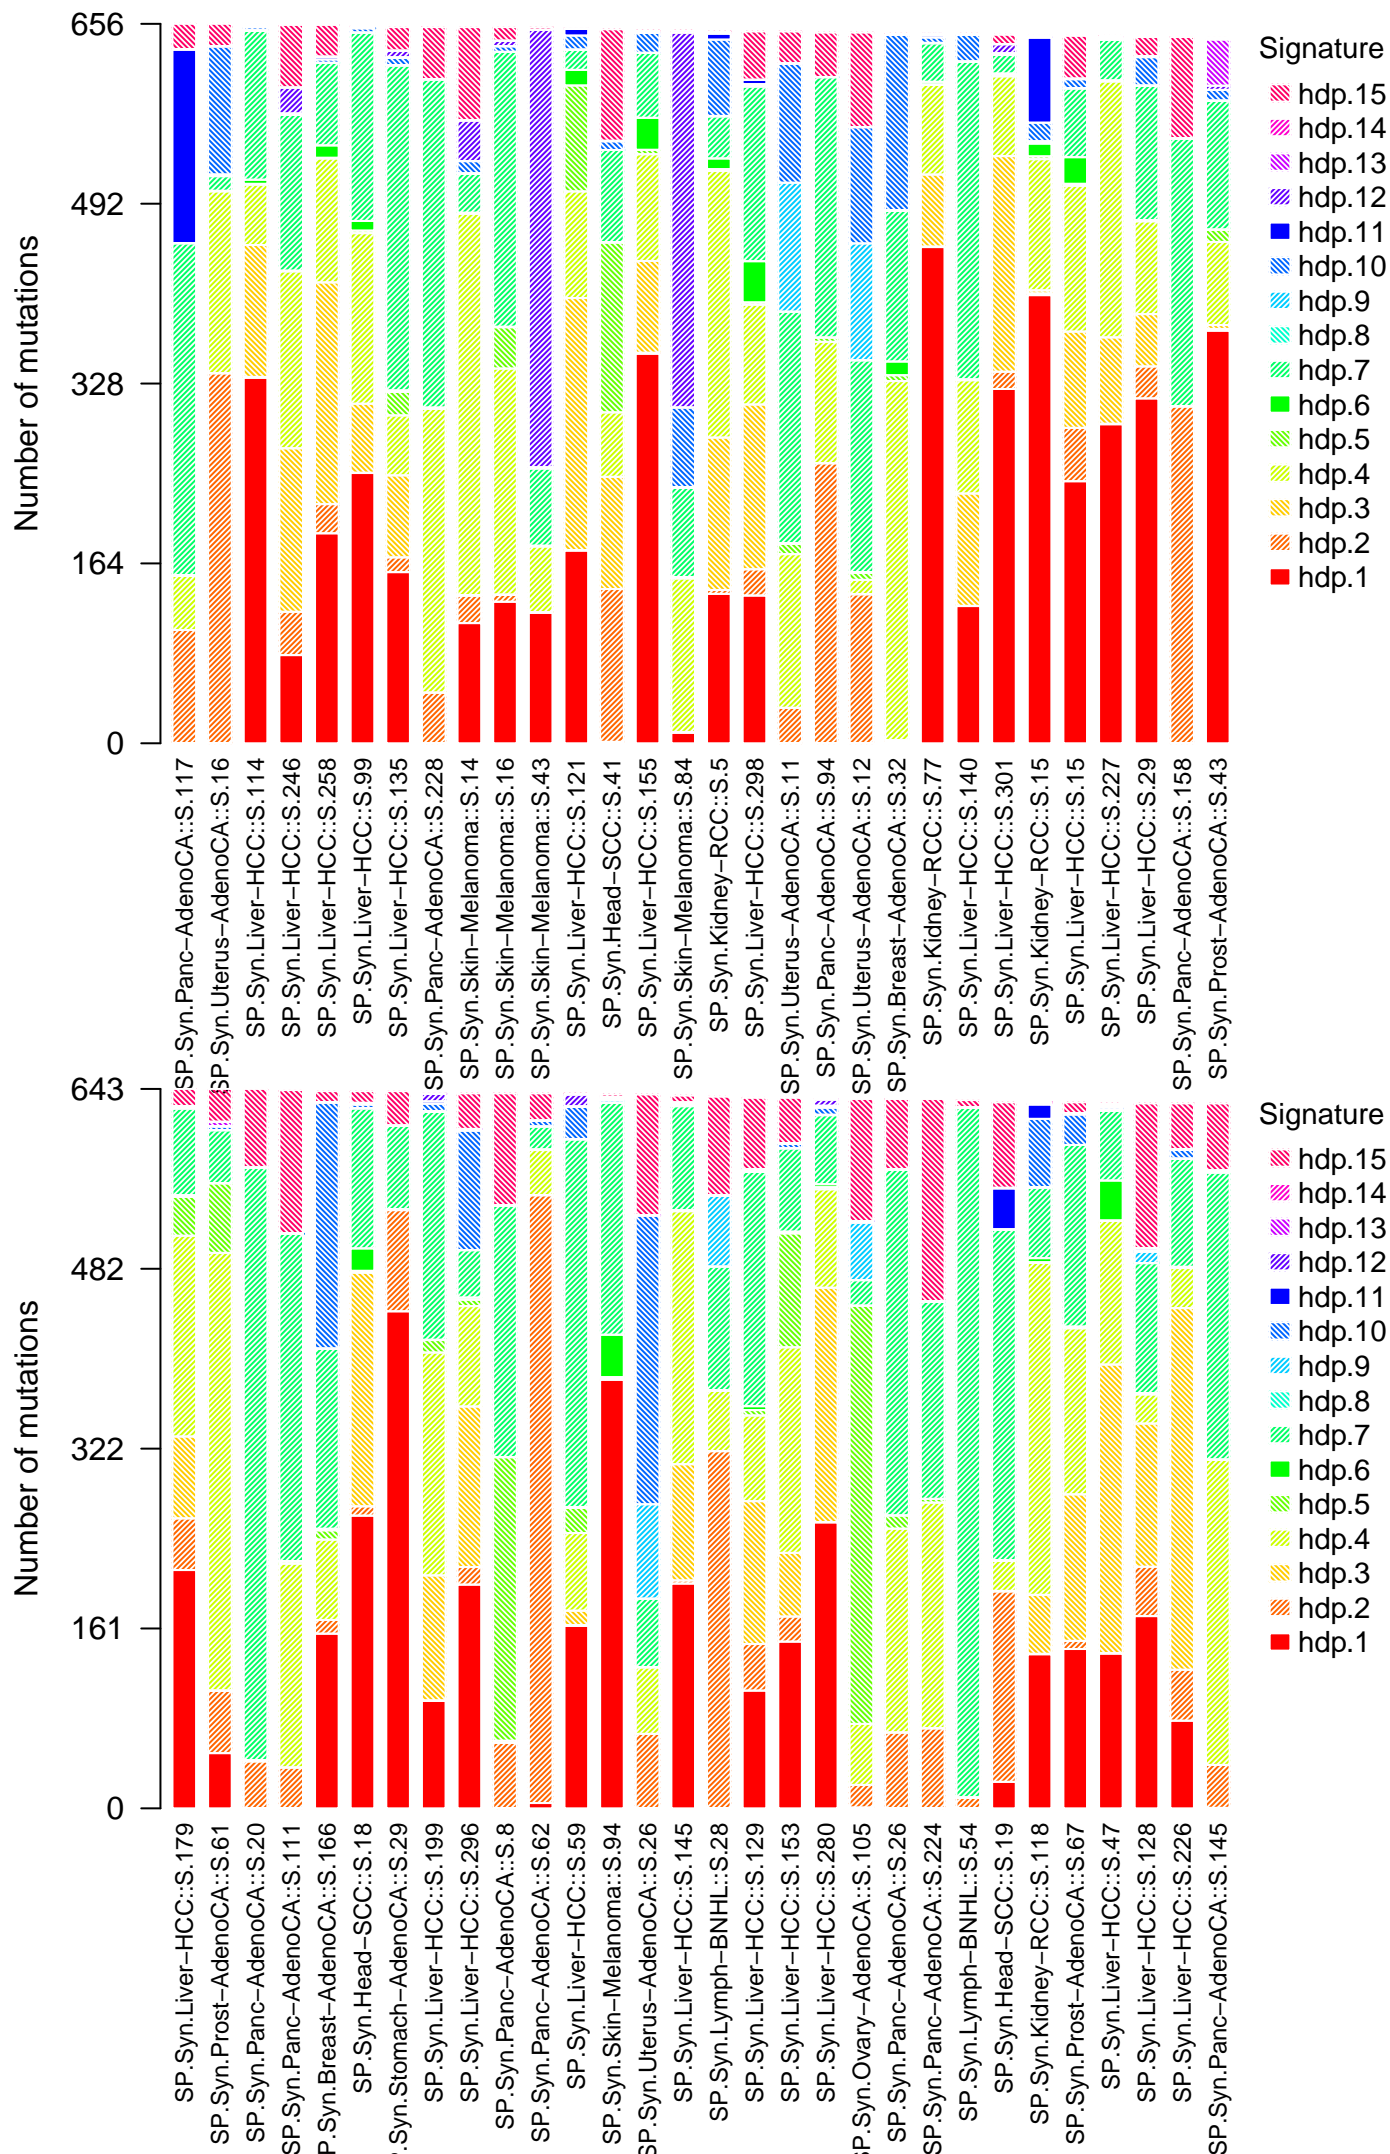 Number of mutations
656
492
328
164
0
Signature
hdp.15
hdp.14
hdp.13
hdp.12
hdp.11
hdp.10
hdp.9
hdp.8
hdp.7
hdp.6
hdp.5
hdp.4
hdp.3
hdp.2
hdp.1
SP.Syn.Panc−AdenoCA::S.117
SP.Syn.Uterus−AdenoCA::S.16
SP.Syn.Liver−HCC::S.114
SP.Syn.Liver−HCC::S.246
SP.Syn.Liver−HCC::S.258
SP.Syn.Liver−HCC::S.99
SP.Syn.Liver−HCC::S.135
SP.Syn.Panc−AdenoCA::S.228
SP.Syn.Skin−Melanoma::S.14
SP.Syn.Skin−Melanoma::S.16
SP.Syn.Skin−Melanoma::S.43
SP.Syn.Liver−HCC::S.121
SP.Syn.Head−SCC::S.41
SP.Syn.Liver−HCC::S.155
SP.Syn.Skin−Melanoma::S.84
SP.Syn.Kidney−RCC::S.5
SP.Syn.Liver−HCC::S.298
SP.Syn.Uterus−AdenoCA::S.11
SP.Syn.Panc−AdenoCA::S.94
SP.Syn.Uterus−AdenoCA::S.12
SP.Syn.Breast−AdenoCA::S.32
SP.Syn.Kidney−RCC::S.77
SP.Syn.Liver−HCC::S.140
SP.Syn.Liver−HCC::S.301
SP.Syn.Kidney−RCC::S.15
SP.Syn.Liver−HCC::S.15
SP.Syn.Liver−HCC::S.227
SP.Syn.Liver−HCC::S.29
SP.Syn.Panc−AdenoCA::S.158
SP.Syn.Prost−AdenoCA::S.43
Number of mutations
643
482
322
161
0
Signature
hdp.15
hdp.14
hdp.13
hdp.12
hdp.11
hdp.10
hdp.9
hdp.8
hdp.7
hdp.6
hdp.5
hdp.4
hdp.3
hdp.2
hdp.1
SP.Syn.Liver−HCC::S.179
SP.Syn.Prost−AdenoCA::S.61
SP.Syn.Panc−AdenoCA::S.20
SP.Syn.Panc−AdenoCA::S.111
SP.Syn.Breast−AdenoCA::S.166
SP.Syn.Head−SCC::S.18
P.Syn.Stomach−AdenoCA::S.29
SP.Syn.Liver−HCC::S.199
SP.Syn.Liver−HCC::S.296
SP.Syn.Panc−AdenoCA::S.8
SP.Syn.Panc−AdenoCA::S.62
SP.Syn.Liver−HCC::S.59
SP.Syn.Skin−Melanoma::S.94
SP.Syn.Uterus−AdenoCA::S.26
SP.Syn.Liver−HCC::S.145
SP.Syn.Lymph−BNHL::S.28
SP.Syn.Liver−HCC::S.129
SP.Syn.Liver−HCC::S.153
SP.Syn.Liver−HCC::S.280
SP.Syn.Ovary−AdenoCA::S.105
SP.Syn.Panc−AdenoCA::S.26
SP.Syn.Panc−AdenoCA::S.224
SP.Syn.Lymph−BNHL::S.54
SP.Syn.Head−SCC::S.19
SP.Syn.Kidney−RCC::S.118
SP.Syn.Prost−AdenoCA::S.67
SP.Syn.Liver−HCC::S.47
SP.Syn.Liver−HCC::S.128
SP.Syn.Liver−HCC::S.226
SP.Syn.Panc−AdenoCA::S.145